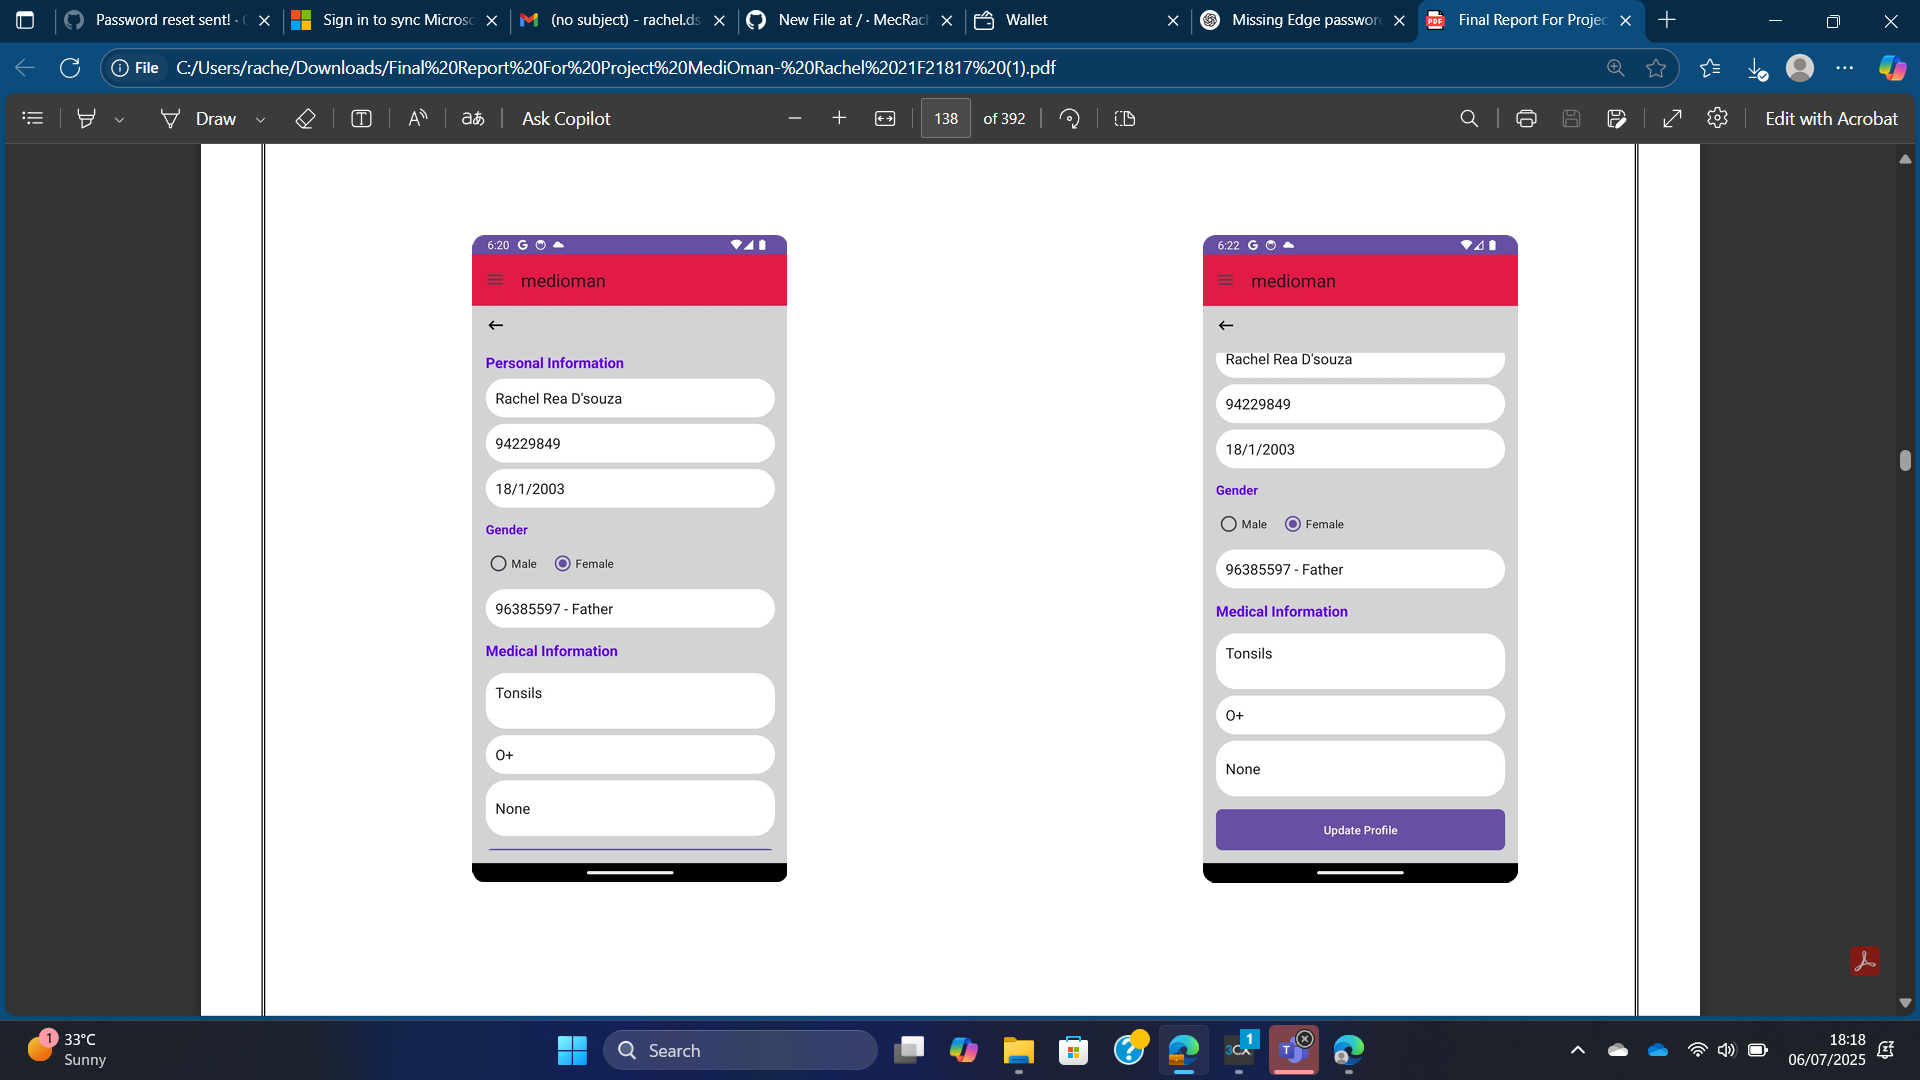 Password reset sent! · G
Sign in to sync Microso
(no subject) - rachel.ds
New File at / · MecRach
Wallet
Missing Edge passwor
Final Report For Projec
File
C:/Users/rache/Downloads/Final%20Report%20For%20Project%20MediOman-%20Rachel%2021F21817%20(1).pdf
Draw
Ask Copilot
138 of 392
Edit with Acrobat
6:20
medioman
Personal Information
Rachel Rea D'souza
94229849
18/1/2003
Gender
Male Female
96385597 - Father
Medical Information
Tonsils
O+
None
6:22
medioman
Rachel Rea D'souza
94229849
18/1/2003
Gender
Male Female
96385597 - Father
Medical Information
Tonsils
O+
None
Update Profile
1
33°C
Sunny
Search
3CX
1
T
18:18
06/07/2025